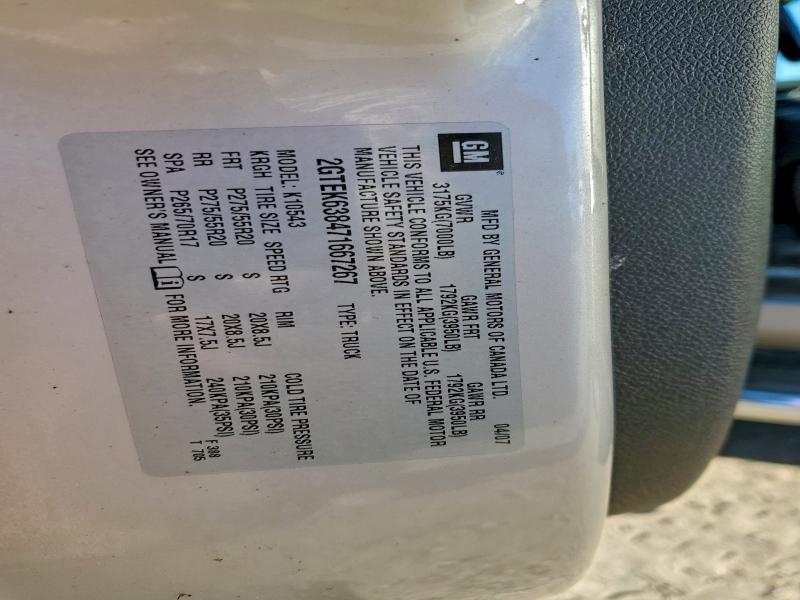 GM
MFD BY GENERAL MOTORS OF CANADA LTD. 04/07
GVWR GAWR FRT GAWR RR
3175KG(7000LB) 1792KG(3950LB) 1792KG(3950LB)
THIS VEHICLE CONFORMS TO ALL APPLICABLE U.S. FEDERAL MOTOR
VEHICLE SAFETY STANDARDS IN EFFECT ON THE DATE OF
MANUFACTURE SHOWN ABOVE.
2GTEK638471667267 TYPE: TRUCK
MODEL: K10543
KRGH TIRE SIZE SPEED RTG RIM COLD TIRE PRESSURE
FRT P275/55R20 S 20X8.5J 210KPA(30PSI)
RR P275/55R20 S 20X8.5J 210KPA(30PSI)
SPA P265/70R17 S 17X7.5J 240KPA(35PSI)
SEE OWNER'S MANUAL FOR MORE INFORMATION.
F 308
T 705